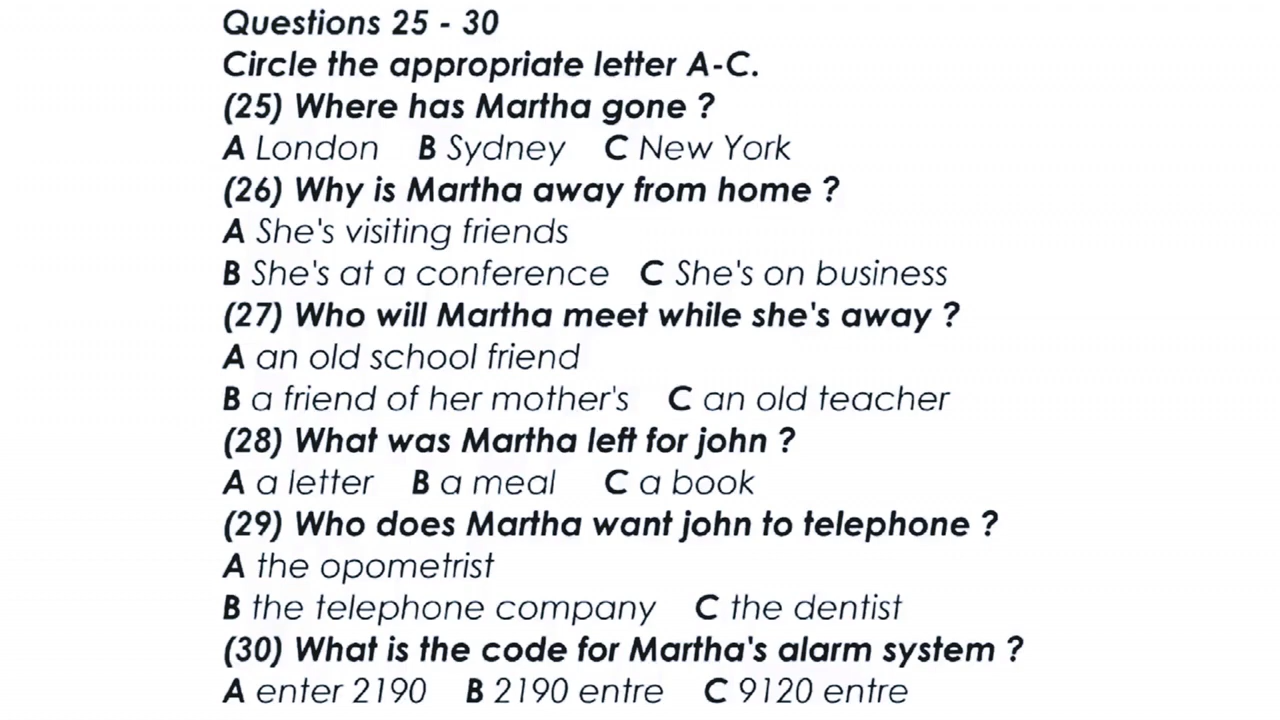 Questions 25 - 30
Circle the appropriate letter A-C.
(25) Where has Martha gone ?
A London B Sydney C New York
(26) Why is Martha away from home ?
A She's visiting friends
B She's at a conference C She's on business
(27) Who will Martha meet while she's away ?
A an old school friend
B a friend of her mother's C an old teacher
(28) What was Martha left for john ?
A a letter B a meal C a book
(29) Who does Martha want john to telephone ?
A the opometrist
B the telephone company C the dentist
(30) What is the code for Martha's alarm system ?
A enter 2190 B 2190 entre C 9120 entre